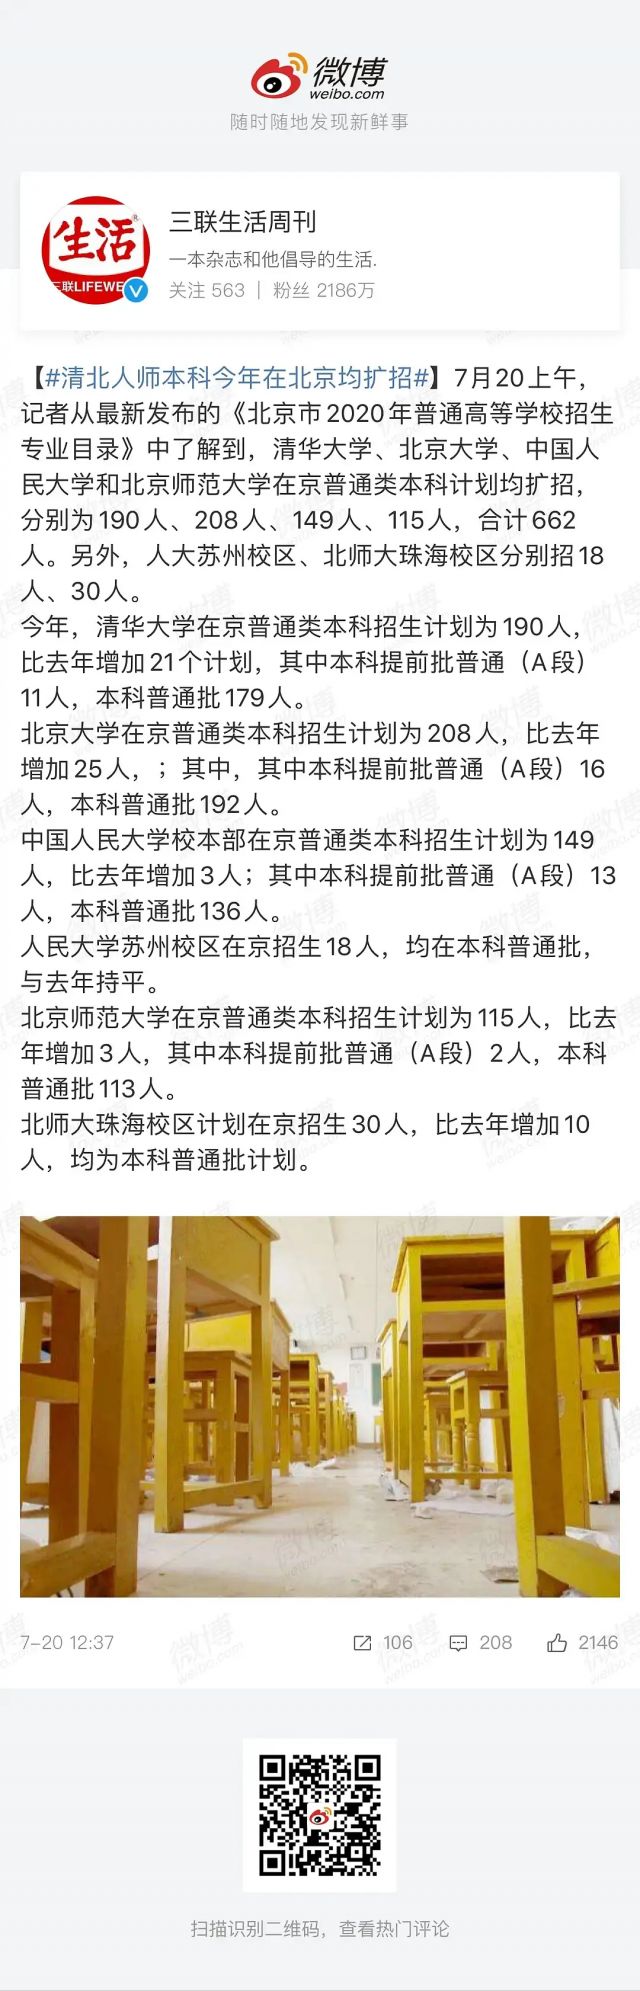 微博
weibo.com
随时随地发现新鲜事
生活
三联LIFEWE
三联生活周刊
一本杂志和他倡导的生活.
关注 563 | 粉丝 2186万
【#清北人师本科今年在北京均扩招#】7月20上午，
记者从最新发布的《北京市2020年普通高等学校招生
专业目录》中了解到，清华大学、北京大学、中国人
民大学和北京师范大学在京普通类本科计划均扩招，
分别为190人、208人、149人、115人，合计662
人。另外，人大苏州校区、北师大珠海校区分别招18
人、30人。
今年，清华大学在京普通类本科招生计划为190人，
比去年增加21个计划，其中本科提前批普通（A段）
11人，本科普通批179人。
北京大学在京普通类本科招生计划为208人，比去年
增加25人，；其中，其中本科提前批普通（A段）16
人，本科普通批192人。
中国人民大学校本部在京普通类本科招生计划为149
人，比去年增加3人；其中本科提前批普通（A段）13
人，本科普通批136人。
人民大学苏州校区在京招生18人，均在本科普通批，
与去年持平。
北京师范大学在京普通类本科招生计划为115人，比去
年增加3人，其中本科提前批普通（A段）2人，本科
普通批113人。
北师大珠海校区计划在京招生30人，比去年增加10
人，均为本科普通批计划。
7-20 12:37
106
208
2146
扫描识别二维码，查看热门评论